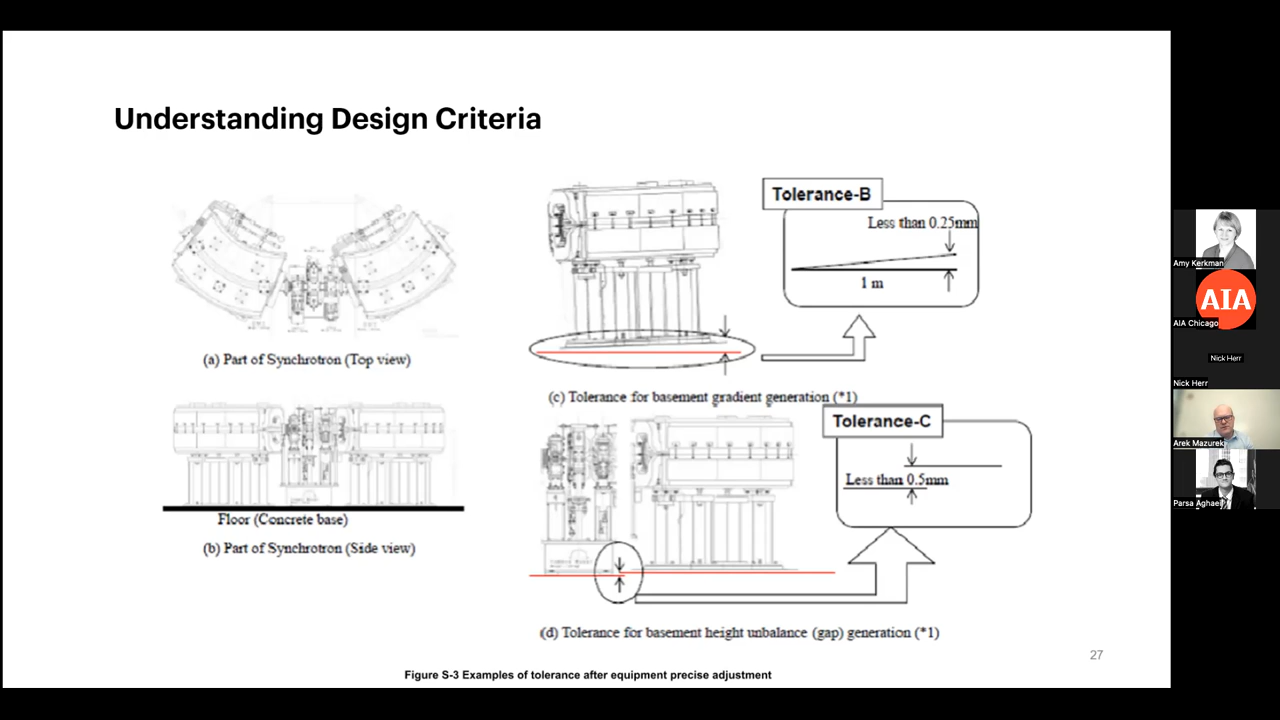 Understanding Design Criteria
Tolerance-B
Less than 0.25mm
1 m
(a) Part of Synchrotron (Top view)
(c) Tolerance for basement gradient generation (*1)
Tolerance-C
Less than 0.5mm
Floor (Concrete base)
(b) Part of Synchrotron (Side view)
(d) Tolerance for basement height unbalance (gap) generation (*1)
27
Figure S-3 Examples of tolerance after equipment precise adjustment
Amy Kerkman
AIA
AIA Chicago
Nick Herr
Nick Herr
Arek Mazurek
Parsa Aghaei